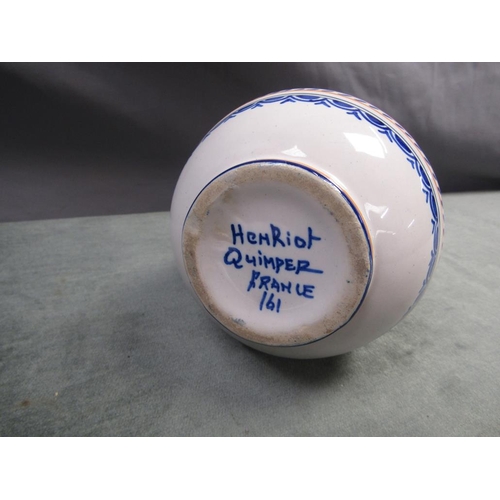 HenRiot
QuimPER
FRANCE
161